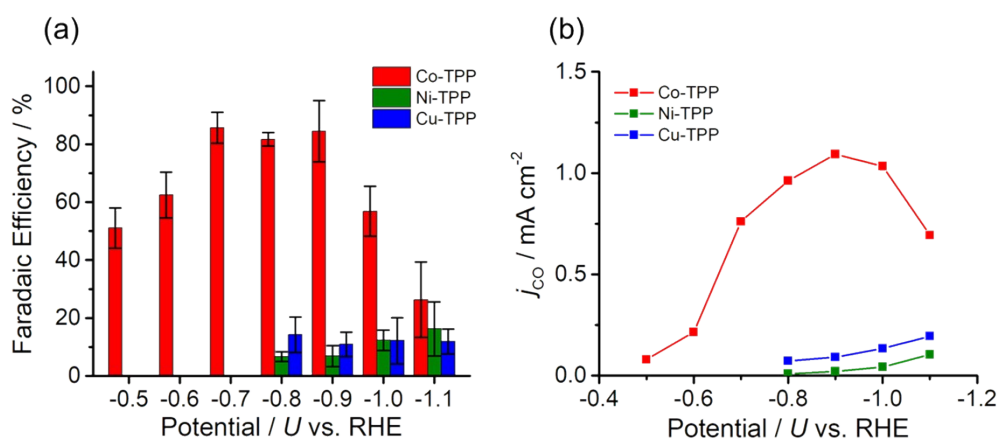 (a)
Faradaic Efficiency / %
100
80
60
40
20
0
Co-TPP
Ni-TPP
Cu-TPP
-0.5 -0.6 -0.7 -0.8 -0.9 -1.0 -1.1
Potential / U vs. RHE
(b)
jCO / mA cm-2
1.5
1.0
0.5
0.0
Co-TPP
Ni-TPP
Cu-TPP
-0.4 -0.6 -0.8 -1.0 -1.2
Potential / U vs. RHE